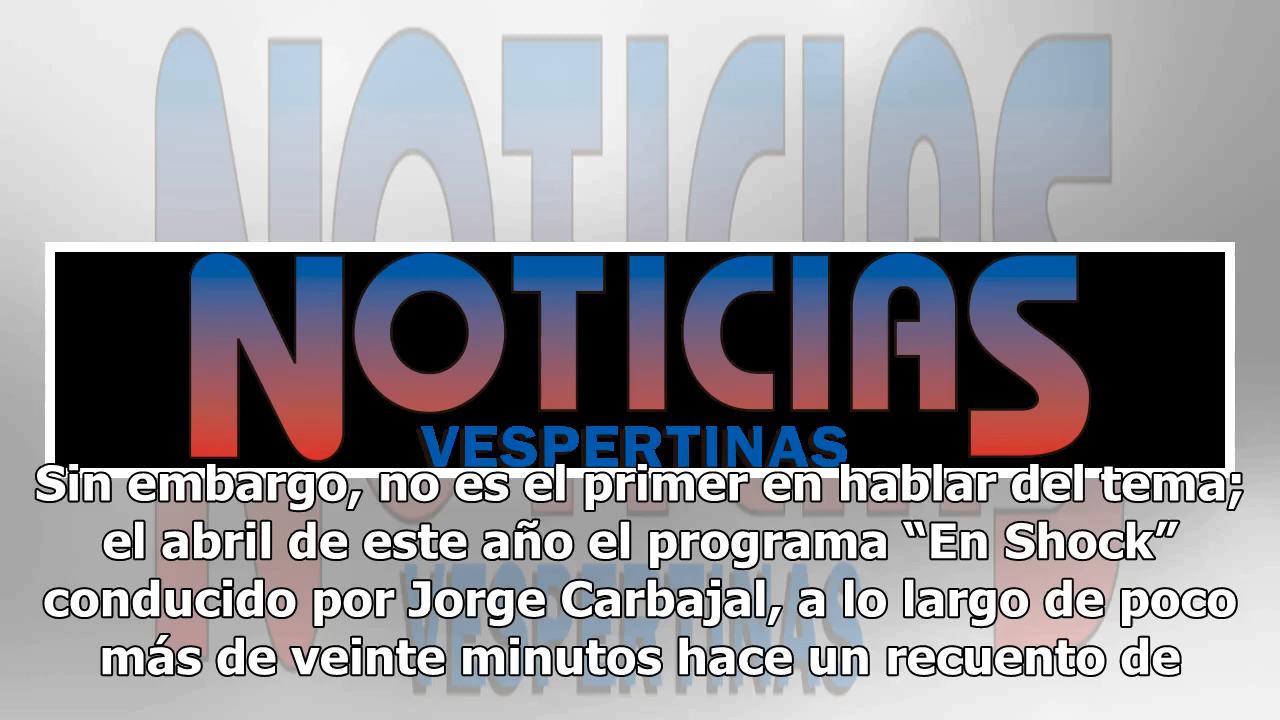 NOTICIAS
VESPERTINAS
Sin embargo, no es el primer en hablar del tema;
el abril de este año el programa “En Shock”
conducido por Jorge Carbajal, a lo largo de poco
más de veinte minutos hace un recuento de